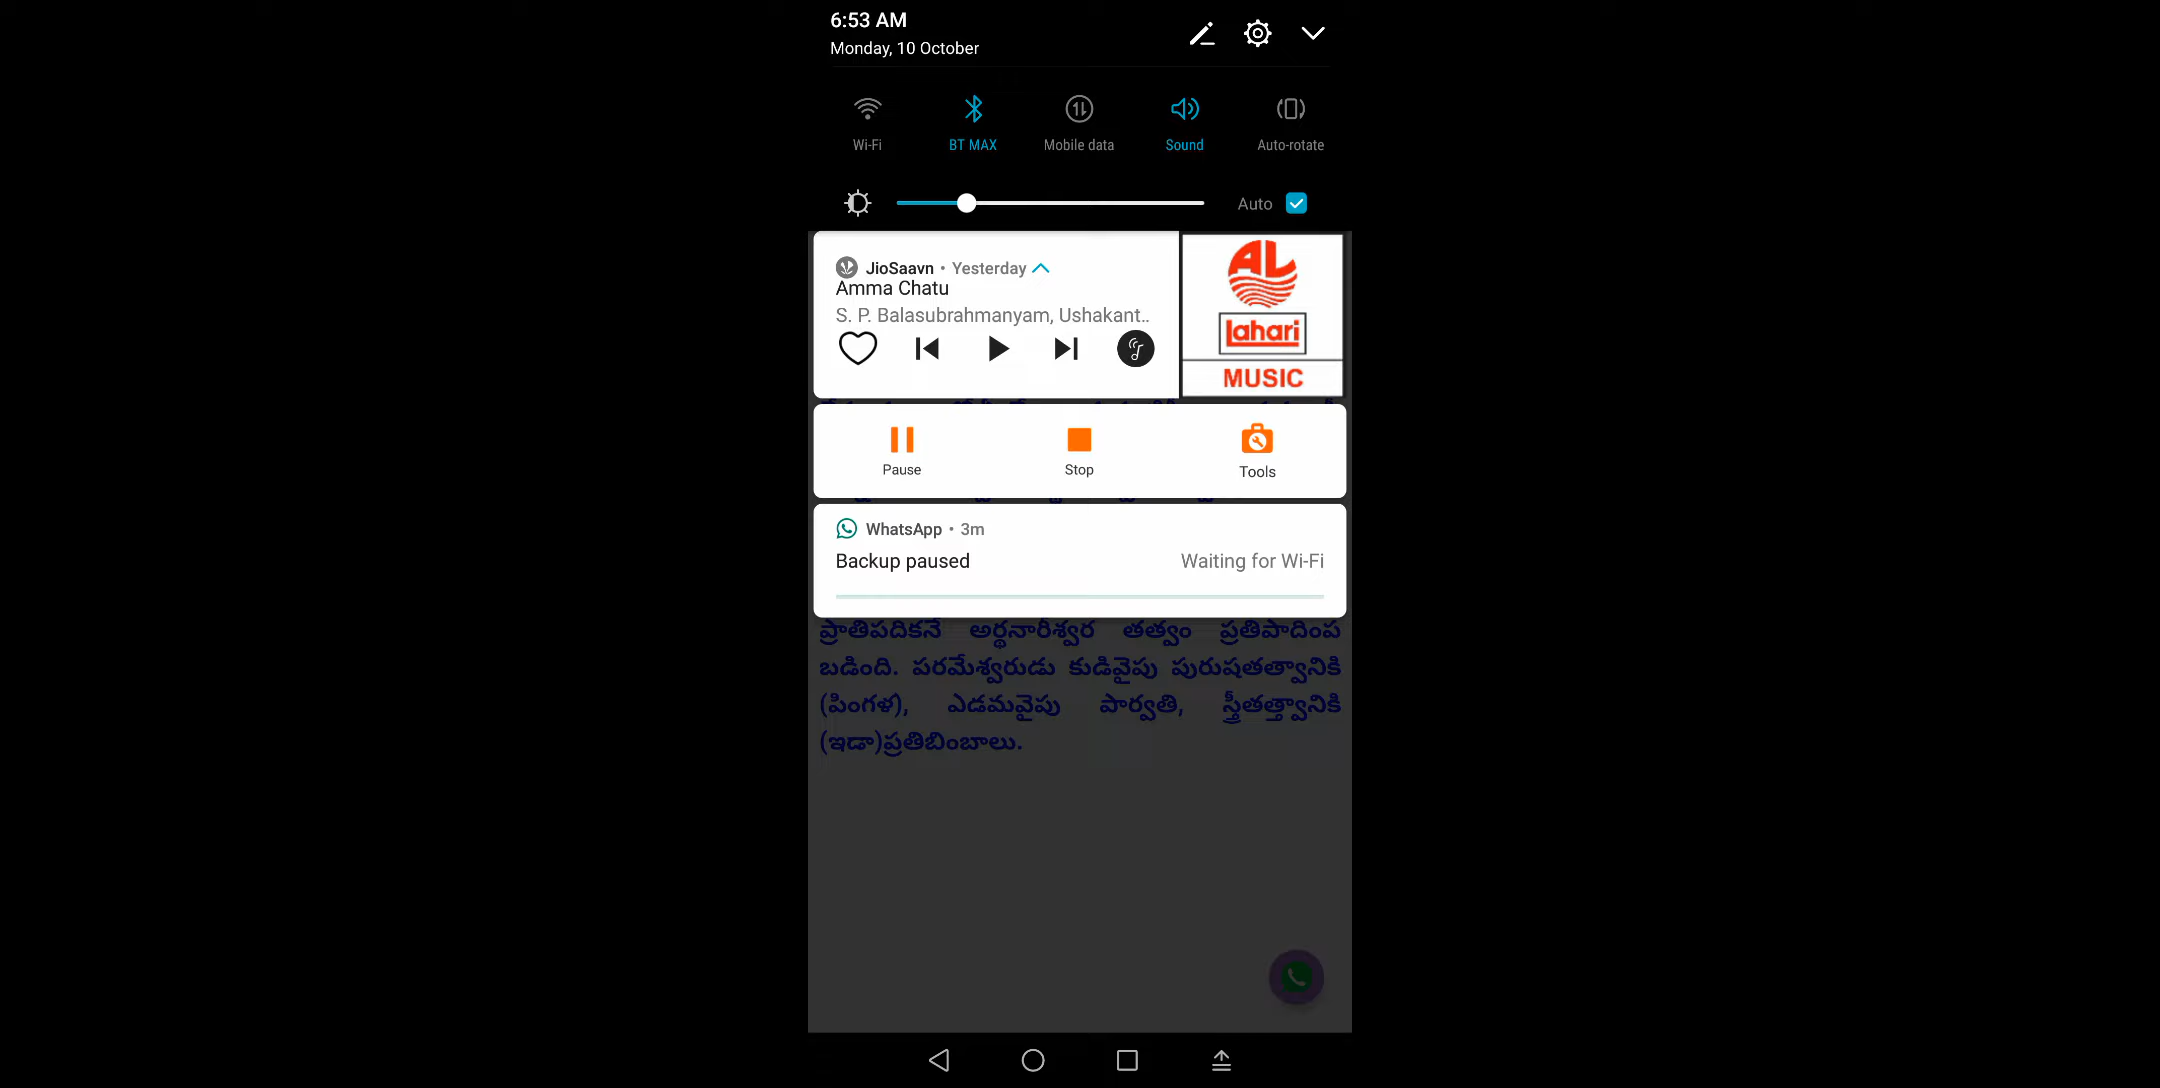 6:53 AM
Monday, 10 October
Wi-Fi
BT MAX
Mobile data
Sound
Auto-rotate
Auto
JioSaavn • Yesterday
Amma Chatu
S. P. Balasubrahmanyam, Ushakant..
lahari
MUSIC
Pause
Stop
Tools
WhatsApp • 3m
Backup paused
Waiting for Wi-Fi
ప్రాతిపదికనే అర్థనారీశ్వర తత్వం ప్రతిపాదింప
బడింది. పరమేశ్వరుడు కుడివైపు పురుషతత్వానికి
(పింగళ), ఎడమవైపు పార్వతి, స్త్రీతత్త్వానికి
(ఇడా)ప్రతిబింబాలు.